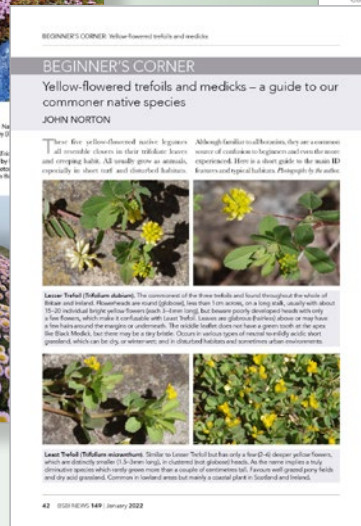 BEGINNER'S CORNER: Yellow-flowered trefoils and medicks
BEGINNER'S CORNER
Yellow-flowered trefoils and medicks – a guide to our
commoner native species
JOHN NORTON
These five yellow-flowered native legumes
all resemble clovers in their trifoliate leaves
and creeping habit. All usually grow as annuals,
especially in short turf and disturbed habitats.
Although familiar to all botanists, they are a common
source of confusion to beginners and even the more
experienced. Here is a short guide to the main ID
features and typical habitats. Photographs by the author.
Lesser Trefoil (Trifolium dubium). The commonest of the three trefoils and found throughout the whole of
Britain and Ireland. Flowerheads are round (globose), less than 1cm across, on a long stalk, usually with about
15–20 individual bright yellow flowers (each 3–4mm long), but beware poorly developed heads with only
a few flowers, which make it confusable with Least Trefoil. Leaves are glabrous (hairless) above or may have
a few hairs around the margins or underneath. The middle leaflet does not have a green tooth at the apex
like Black Medick, but there may be a tiny bristle. Occurs in various types of neutral to mildly acidic short
grassland, which can be dry, or winter-wet, and in disturbed habitats and sometimes urban environments.
Least Trefoil (Trifolium micranthum). Similar to Lesser Trefoil but has only a few (2–6) deeper yellow flowers,
which are distinctly smaller (1.5–3mm long), in clustered (not globose) heads. As the name implies a truly
diminutive species which rarely grows more than a couple of centimetres tall. Favours well grazed pony fields
and dry acid grassland. Common in lowland areas but mainly a coastal plant in Scotland and Ireland.
42 BSBI NEWS 149 | January 2022